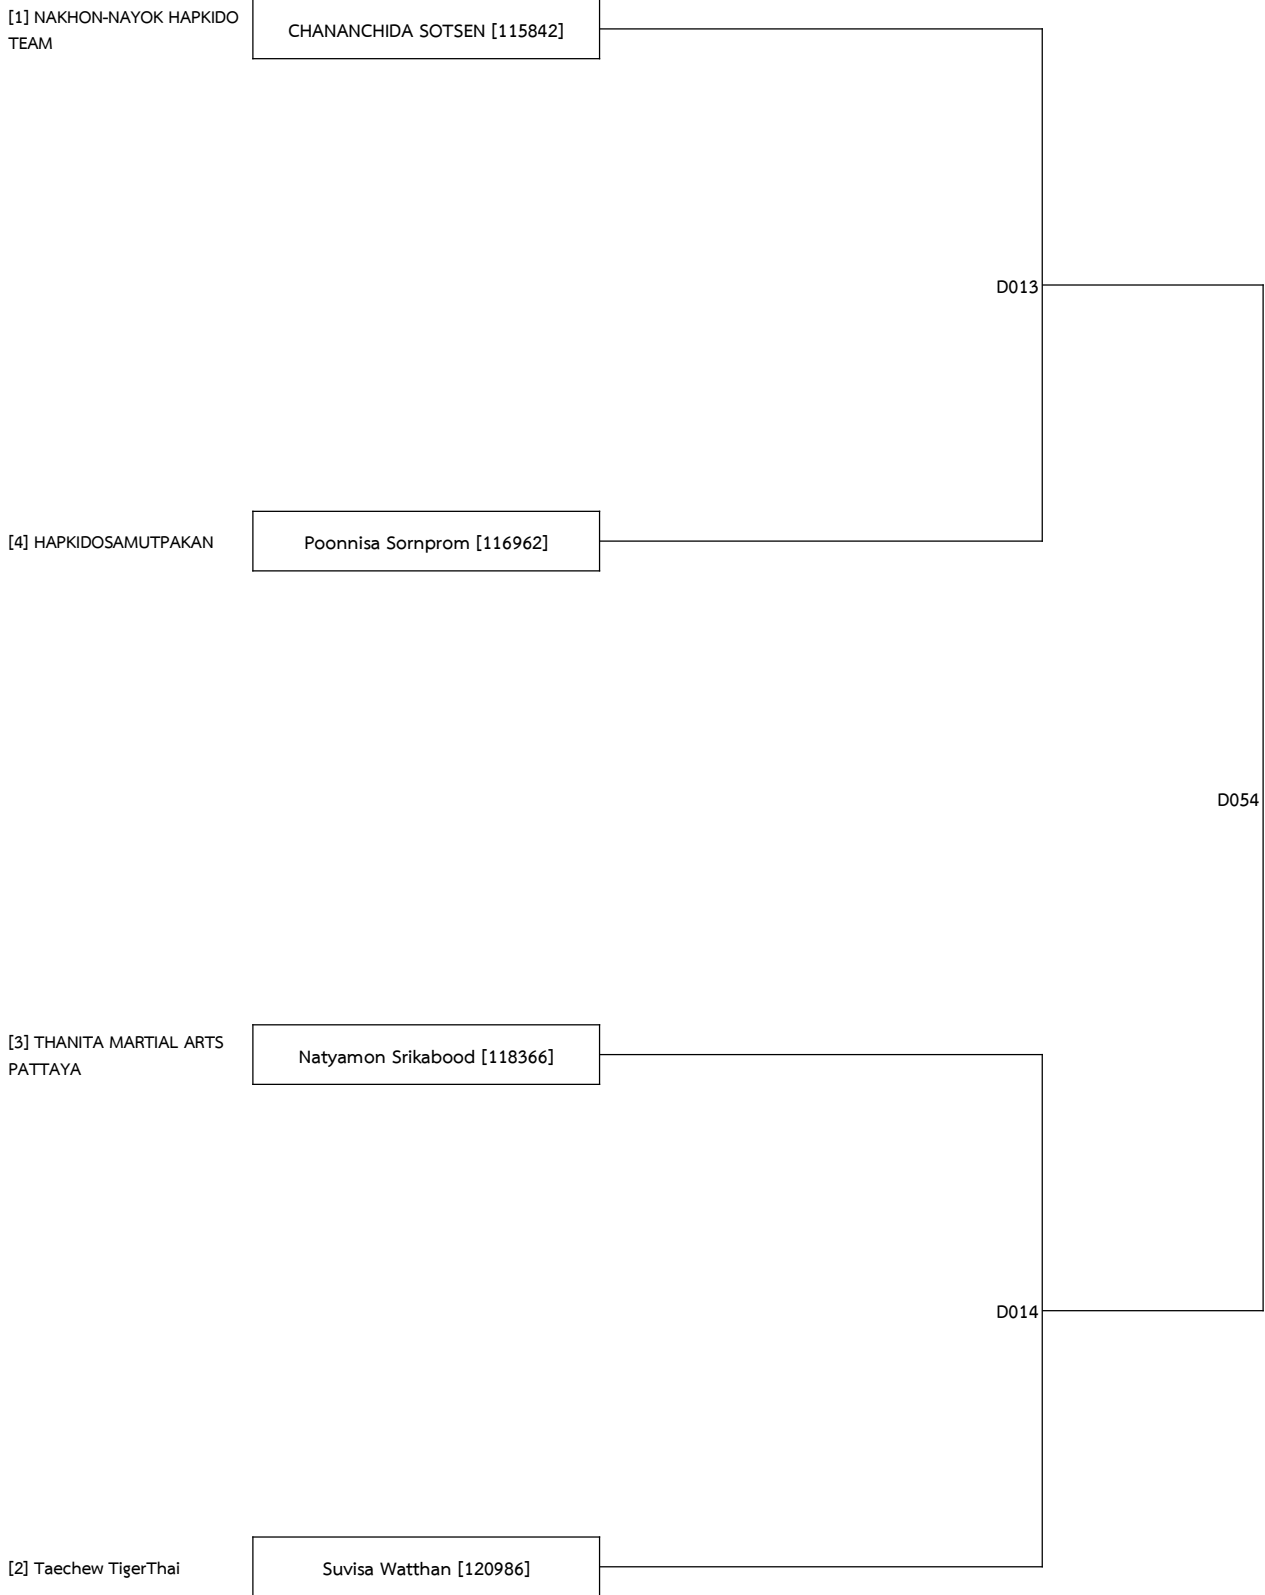 [1] NAKHON-NAYOK HAPKIDO
TEAM
CHANANCHIDA SOTSEN [115842]
D013
[4] HAPKIDOSAMUTPAKAN
Poonnisa Sornprom [116962]
D054
[3] THANITA MARTIAL ARTS
PATTAYA
Natyamon Srikabood [118366]
D014
[2] Taechew TigerThai
Suvisa Watthan [120986]